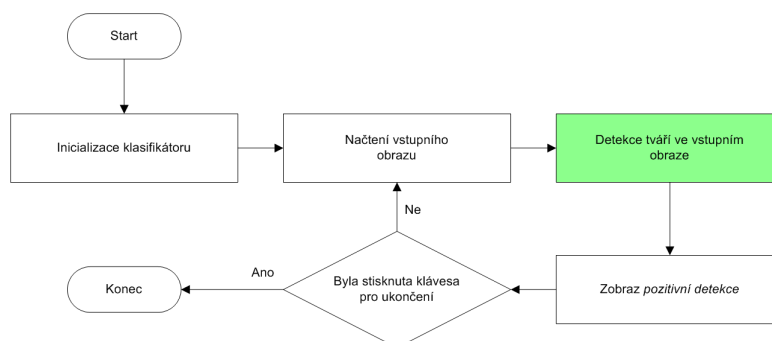 Start
Inicializace klasifikátoru
Načtení vstupního
obrazu
Detekce tváří ve vstupním
obraze
Ne
Ano
Konec
Byla stisknuta klávesa
pro ukončení
Zobraz pozitivní detekce